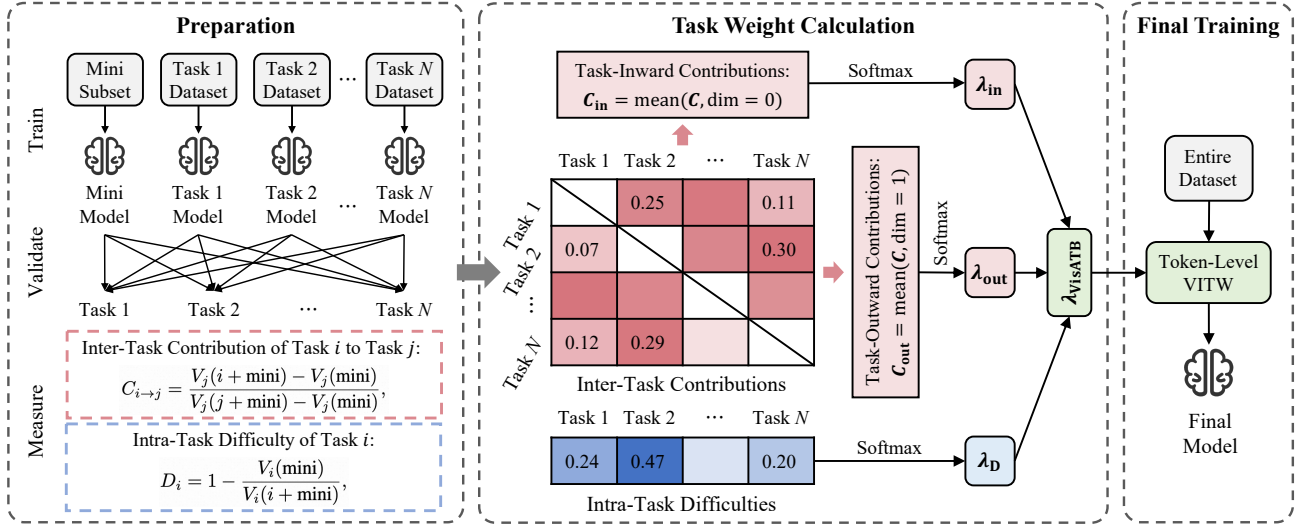 Preparation
Train
Mini
Subset
Task 1
Dataset
Task 2
Dataset
...
Task N
Dataset
Mini
Model
Task 1
Model
Task 2
Model
...
Task N
Model
Validate
Task 1
Task 2
...
Task N
Measure
Inter-Task Contribution of Task i to Task j:
C_{i→j} = \frac{V_j(i + mini) − V_j(mini)}{V_j(j + mini) − V_j(mini)},
Intra-Task Difficulty of Task i:
D_i = 1 − \frac{V_i(mini)}{V_i(i + mini)},
Task Weight Calculation
Task-Inward Contributions:
C_in = mean(C, dim = 0)
Softmax
λ_in
Task 1 Task 2 ... Task N
Task 1 0.25 0.11
Task 2 0.07 0.30
...
Task N 0.12 0.29
Inter-Task Contributions
Task-Outward Contributions:
C_out = mean(C, dim = 1)
Softmax
λ_out
Task 1 Task 2 ... Task N
0.24 0.47 0.20
Intra-Task Difficulties
Softmax
λ_D
λ_VisATB
Final Training
Entire
Dataset
Token-Level
VITW
Final
Model